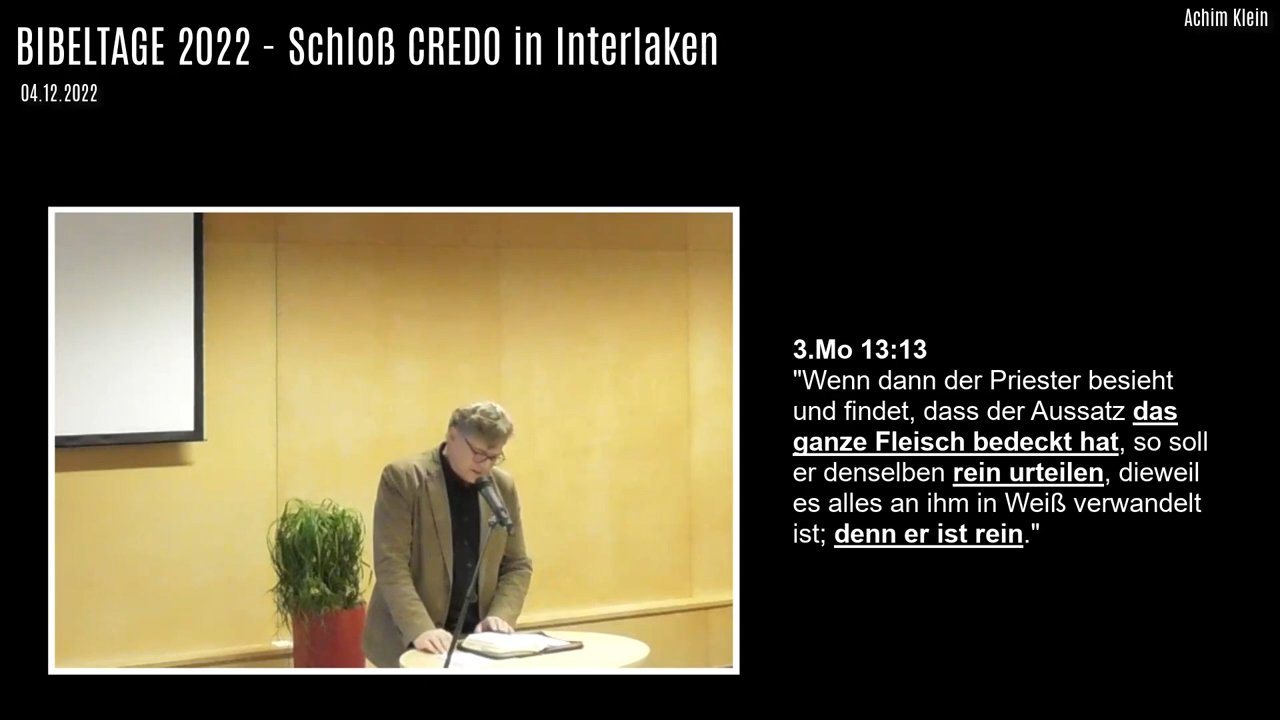 BIBELTAGE 2022 - Schloß CREDO in Interlaken
04.12.2022
Achim Klein
3.Mo 13:13
"Wenn dann der Priester besieht
und findet, dass der Aussatz das
ganze Fleisch bedeckt hat, so soll
er denselben rein urteilen, dieweil
es alles an ihm in Weiß verwandelt
ist; denn er ist rein."